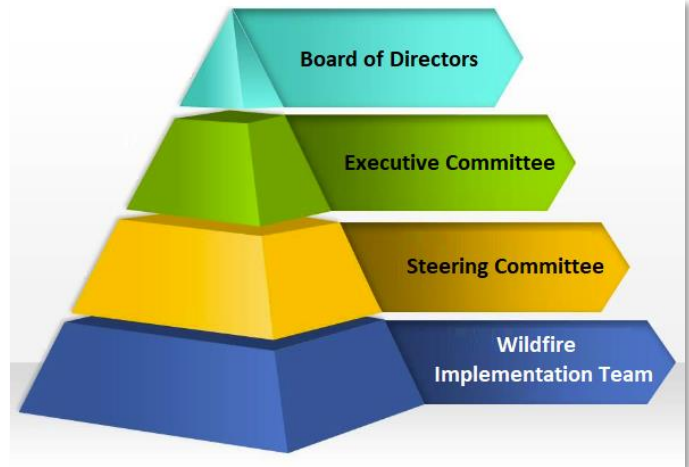 Board of Directors
Executive Committee
Steering Committee
Wildfire
Implementation Team